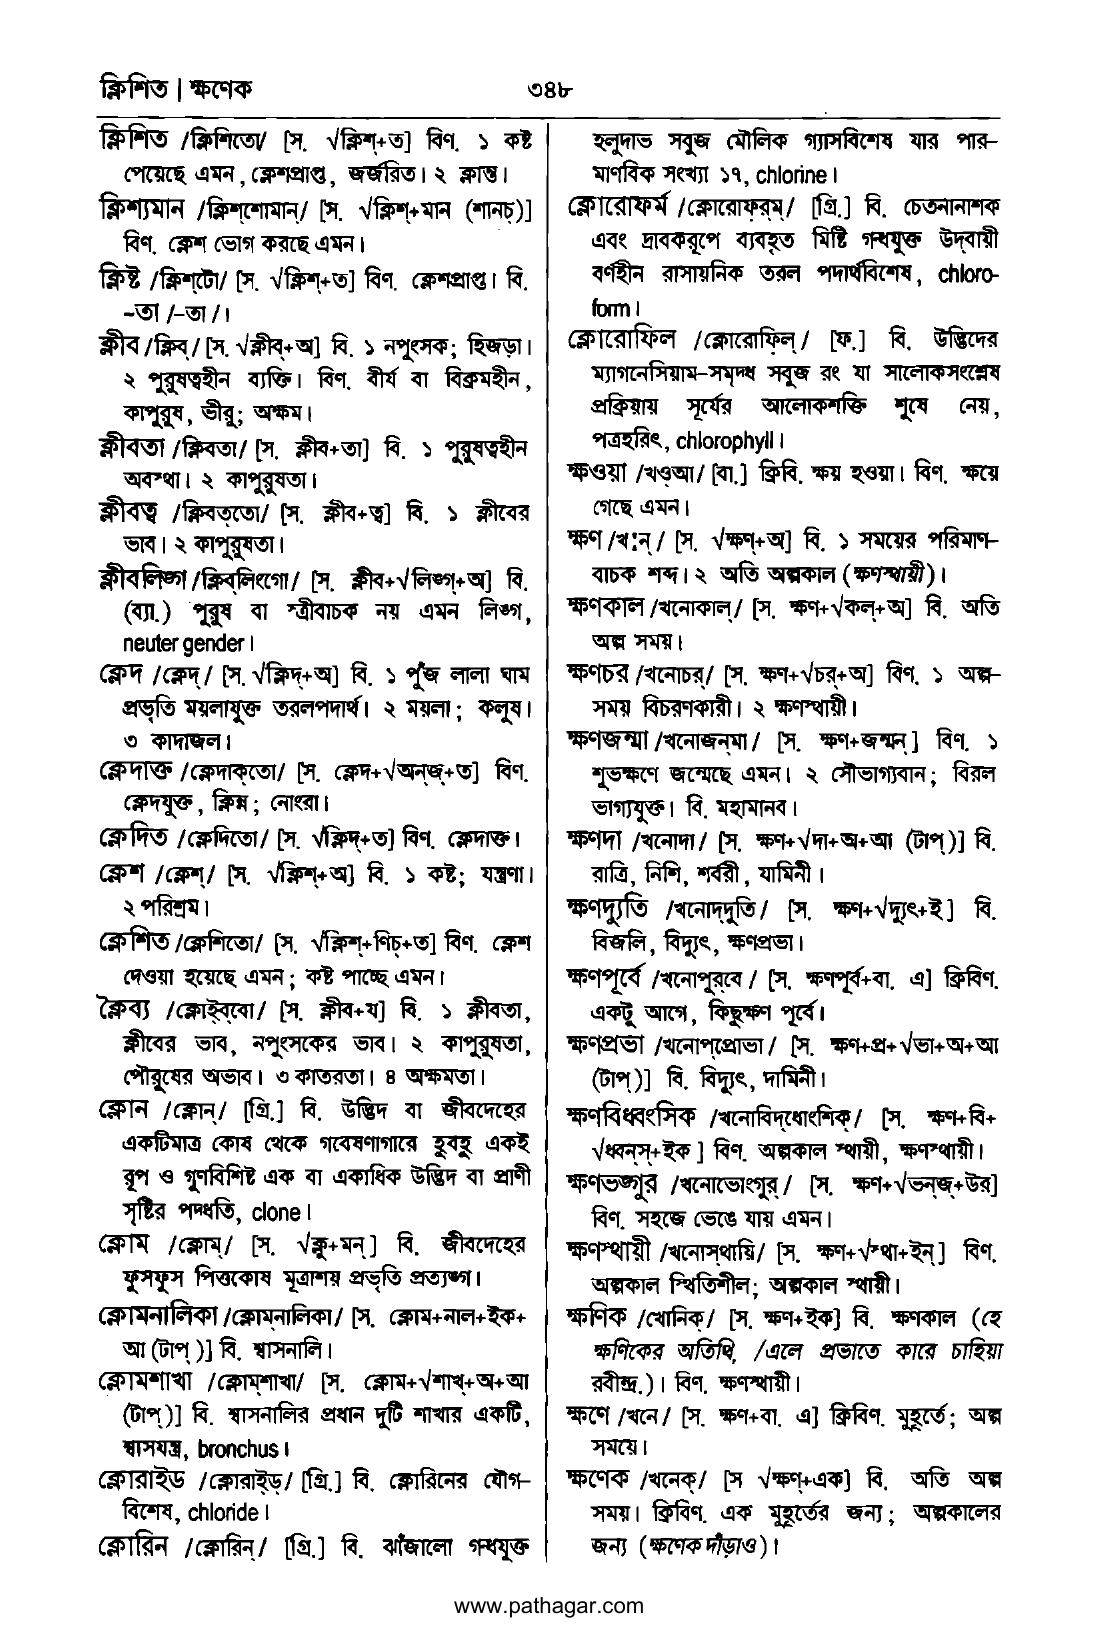 ক্লিশিত | ক্ষণেক
৩৪৮
ক্লিশিত /ক্লিশিতো/ [স. √ক্লিশ্+ত] বিণ. ১ কষ্ট
পেয়েছে এমন, ক্লেশপ্রাপ্ত, জর্জরিত। ২ ক্লান্ত।
ক্লিশ্যমান /ক্লিশ্‌শোমান্/ [স. √ক্লিশ্+মান (শানচ্)]
বিণ. ক্লেশ ভোগ করছে এমন।
ক্লিষ্ট /ক্লিশ্‌টো/ [স. √ক্লিশ্+ত] বিণ. ক্লেশপ্রাপ্ত। বি.
-তা /-তা /।
ক্লীব /ক্লিব্/ [স. √ক্লীব্+অ] বি. ১ নপুংসক; হিজড়া।
২ পুরুষত্বহীন ব্যক্তি। বিণ. বীর্য বা বিক্রমহীন,
কাপুরুষ, ভীরু; অক্ষম।
ক্লীবতা /ক্লিবতা/ [স. ক্লীব+তা] বি. ১ পুরুষত্বহীন
অবস্থা। ২ কাপুরুষতা।
ক্লীবত্ব /ক্লিবত্‌তো/ [স. ক্লীব+ত্ব] বি. ১ ক্লীবের
ভাব। ২ কাপুরুষতা।
ক্লীবলিঙ্গ /ক্লিব্‌লিংগো/ [স. ক্লীব+√লিঙ্গ্+অ] বি.
(ব্যা.) পুরুষ বা স্ত্রীবাচক নয় এমন লিঙ্গ,
neuter gender।
ক্লেদ /ক্লেদ্/ [স. √ক্লিদ্+অ] বি. ১ পুঁজ লালা ঘাম
প্রভৃতি ময়লাযুক্ত তরলপদার্থ। ২ ময়লা; কলুষ।
৩ কাদাজল।
ক্লেদাক্ত /ক্লেদাক্‌তো/ [স. ক্লেদ+√অন্‌জ্+ত] বিণ.
ক্লেদযুক্ত, ক্লিন্ন; নোংরা।
ক্লেদিত /ক্লেদিতো/ [স. √ক্লিদ্+ত] বিণ. ক্লেদাক্ত।
ক্লেশ /ক্লেশ্/ [স. √ক্লিশ্+অ] বি. ১ কষ্ট; যন্ত্রণা।
২ পরিশ্রম।
ক্লেশিত /ক্লেশিতো/ [স. √ক্লিশ্+ণিচ্+ত] বিণ. ক্লেশ
দেওয়া হয়েছে এমন; কষ্ট পাচ্ছে এমন।
ক্লৈব্য /ক্লোই্‌ব্‌বো/ [স. ক্লীব+য] বি. ১ ক্লীবতা,
ক্লীবের ভাব, নপুংসকের ভাব। ২ কাপুরুষতা,
পৌরুষের অভাব। ৩ কাতরতা। ৪ অক্ষমতা।
ক্লোন /ক্লোন্/ [গ্রি.] বি. উদ্ভিদ বা জীবদেহের
একটিমাত্র কোষ থেকে গবেষণাগারে হুবহু একই
রূপ ও গুণবিশিষ্ট এক বা একাধিক উদ্ভিদ বা প্রাণী
সৃষ্টির পদ্ধতি, clone।
ক্লোম /ক্লোম্/ [স. √ক্লু+মন্] বি. জীবদেহের
ফুসফুস পিত্তকোষ মূত্রাশয় প্রভৃতি প্রত্যঙ্গ।
ক্লোমনালিকা /ক্লোম্‌নালিকা/ [স. ক্লোম+নাল+ইক+
আ (টাপ্)] বি. শ্বাসনালি।
ক্লোমশাখা /ক্লোম্‌শাখা/ [স. ক্লোম+√শাখ্+অ+আ
(টাপ্)] বি. শ্বাসনালির প্রধান দুটি শাখার একটি,
শ্বাসযন্ত্র, bronchus।
ক্লোরাইড /ক্লোরাই্‌ড্/ [গ্রি.] বি. ক্লোরিনের যৌগ-
বিশেষ, chloride।
ক্লোরিন /ক্লোরিন্/ [গ্রি.] বি. ঝাঁজালো গন্ধযুক্ত
হলুদাভ সবুজ মৌলিক গ্যাসবিশেষ যার পার-
মাণবিক সংখ্যা ১৭, chlorine।
ক্লোরোফর্ম /ক্লোরোফর্‌ম্/ [গ্রি.] বি. চেতনানাশক
এবং দ্রাবকরূপে ব্যবহৃত মিষ্টি গন্ধযুক্ত উদ্‌বায়ী
বর্ণহীন রাসায়নিক তরল পদার্থবিশেষ, chloro-
form।
ক্লোরোফিল /ক্লোরোফ়িল্/ [ফ.] বি. উদ্ভিদের
ম্যাগনেসিয়াম-সমৃদ্ধ সবুজ রং যা সালোকসংশ্লেষ
প্রক্রিয়ায় সূর্যের আলোকশক্তি শুষে নেয়,
পত্রহরিৎ, chlorophyll।
ক্ষওয়া /খও্‌আ/ [বা.] ক্রিবি. ক্ষয় হওয়া। বিণ. ক্ষয়ে
গেছে এমন।
ক্ষণ /খ:ন্/ [স. √ক্ষণ্+অ] বি. ১ সময়ের পরিমাণ-
বাচক শব্দ। ২ অতি অল্পকাল (ক্ষণস্থায়ী)।
ক্ষণকাল /খনোকাল্/ [স. ক্ষণ+√কল্+অ] বি. অতি
অল্প সময়।
ক্ষণচর /খনোচর্/ [স. ক্ষণ+√চর্+অ] বিণ. ১ অল্প-
সময় বিচরণকারী। ২ ক্ষণস্থায়ী।
ক্ষণজন্মা /খনোজন্‌মা/ [স. ক্ষণ+জন্মন্] বিণ. ১
শুভক্ষণে জন্মেছে এমন। ২ সৌভাগ্যবান; বিরল
ভাগ্যযুক্ত। বি. মহামানব।
ক্ষণদা /খনোদা/ [স. ক্ষণ+√দা+অ+আ (টাপ্)] বি.
রাত্রি, নিশি, শর্বরী, যামিনী।
ক্ষণদ্যুতি /খনোদ্‌দুতি/ [স. ক্ষণ+√দ্যুৎ+ই] বি.
বিজলি, বিদ্যুৎ, ক্ষণপ্রভা।
ক্ষণপূর্বে /খনোপুর্‌বে/ [স. ক্ষণপূর্ব+বা. এ] ক্রিবিণ.
একটু আগে, কিছুক্ষণ পূর্বে।
ক্ষণপ্রভা /খনোপ্‌প্রোভা/ [স. ক্ষণ+প্র+√ভা+অ+আ
(টাপ্)] বি. বিদ্যুৎ, দামিনী।
ক্ষণবিধ্বংসিক /খনোবিদ্‌ধোংশিক্/ [স. ক্ষণ+বি+
√ধ্বন্‌স্+ইক] বিণ. অল্পকাল স্থায়ী, ক্ষণস্থায়ী।
ক্ষণভঙ্গুর /খনোভোংগুর্/ [স. ক্ষণ+√ভন্‌জ্+উর]
বিণ. সহজে ভেঙে যায় এমন।
ক্ষণস্থায়ী /খনোস্‌থায়ি/ [স. ক্ষণ+√স্থা+ইন্] বিণ.
অল্পকাল স্থিতিশীল; অল্পকাল স্থায়ী।
ক্ষণিক /খোনিক্/ [স. ক্ষণ+ইক] বি. ক্ষণকাল (হে
ক্ষণিকের অতিথি, /এলে প্রভাতে কারে চাহিয়া
রবীন্দ্র.)। বিণ. ক্ষণস্থায়ী।
ক্ষণে /খনে/ [স. ক্ষণ+বা. এ] ক্রিবিণ. মুহূর্তে; অল্প
সময়ে।
ক্ষণেক /খনেক্/ [স √ক্ষণ্+এক] বি. অতি অল্প
সময়। ক্রিবিণ. এক মুহূর্তের জন্য; অল্পকালের
জন্য (ক্ষণেক দাঁড়াও)।
www.pathagar.com